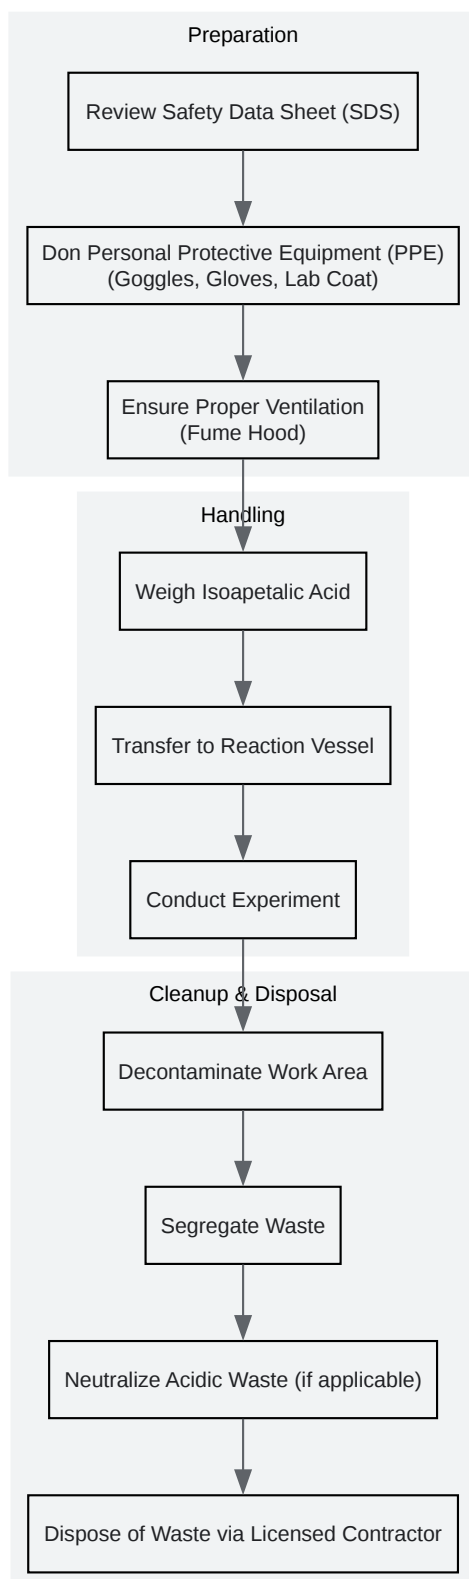 Preparation
Review Safety Data Sheet (SDS)
Don Personal Protective Equipment (PPE)
(Goggles, Gloves, Lab Coat)
Ensure Proper Ventilation
(Fume Hood)
Handling
Weigh Isoapetalic Acid
Transfer to Reaction Vessel
Conduct Experiment
Cleanup & Disposal
Decontaminate Work Area
Segregate Waste
Neutralize Acidic Waste (if applicable)
Dispose of Waste via Licensed Contractor